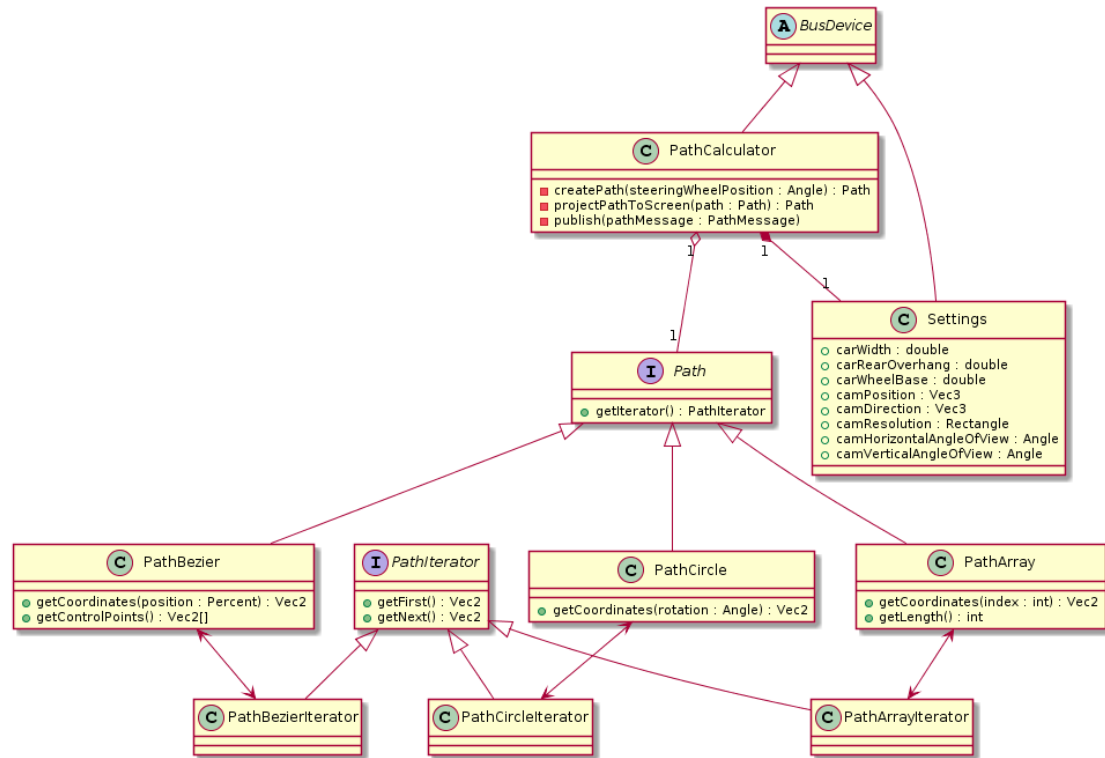 A BusDevice
C PathCalculator
createPath(steeringWheelPosition : Angle) : Path
projectPathToScreen(path : Path) : Path
publish(pathMessage : PathMessage)
1
1
1
1
C Settings
carWidth : double
carRearOverhang : double
carWheelBase : double
camPosition : Vec3
camDirection : Vec3
camResolution : Rectangle
camHorizontalAngleOfView : Angle
camVerticalAngleOfView : Angle
I Path
getIterator() : PathIterator
C PathBezier
getCoordinates(position : Percent) : Vec2
getControlPoints() : Vec2[]
I PathIterator
getFirst() : Vec2
getNext() : Vec2
C PathCircle
getCoordinates(rotation : Angle) : Vec2
C PathArray
getCoordinates(index : int) : Vec2
getLength() : int
C PathBezierIterator
C PathCircleIterator
C PathArrayIterator